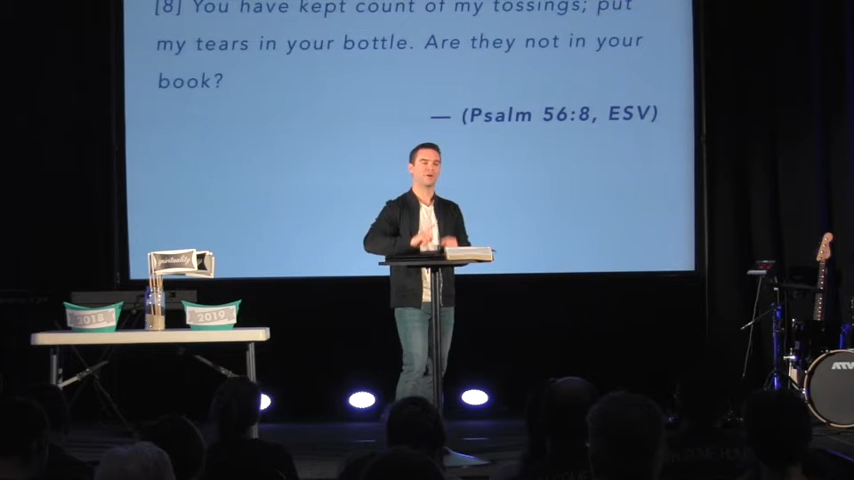 [8] You have kept count of my tossings; put
my tears in your bottle. Are they not in your
book?
— (Psalm 56:8, ESV)
Spirituality
2018
2019